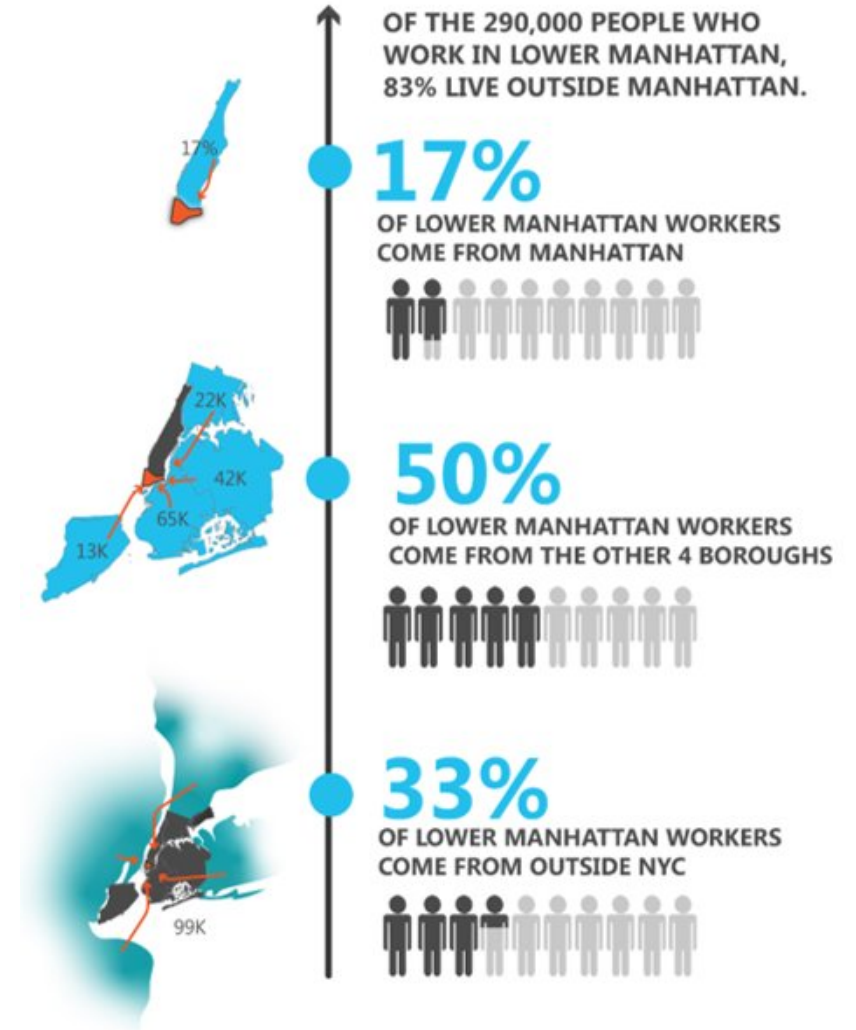 OF THE 290,000 PEOPLE WHO
WORK IN LOWER MANHATTAN,
83% LIVE OUTSIDE MANHATTAN.
17%
17%
OF LOWER MANHATTAN WORKERS
COME FROM MANHATTAN
22K
42K
65K
13K
50%
OF LOWER MANHATTAN WORKERS
COME FROM THE OTHER 4 BOROUGHS
33%
OF LOWER MANHATTAN WORKERS
COME FROM OUTSIDE NYC
99K